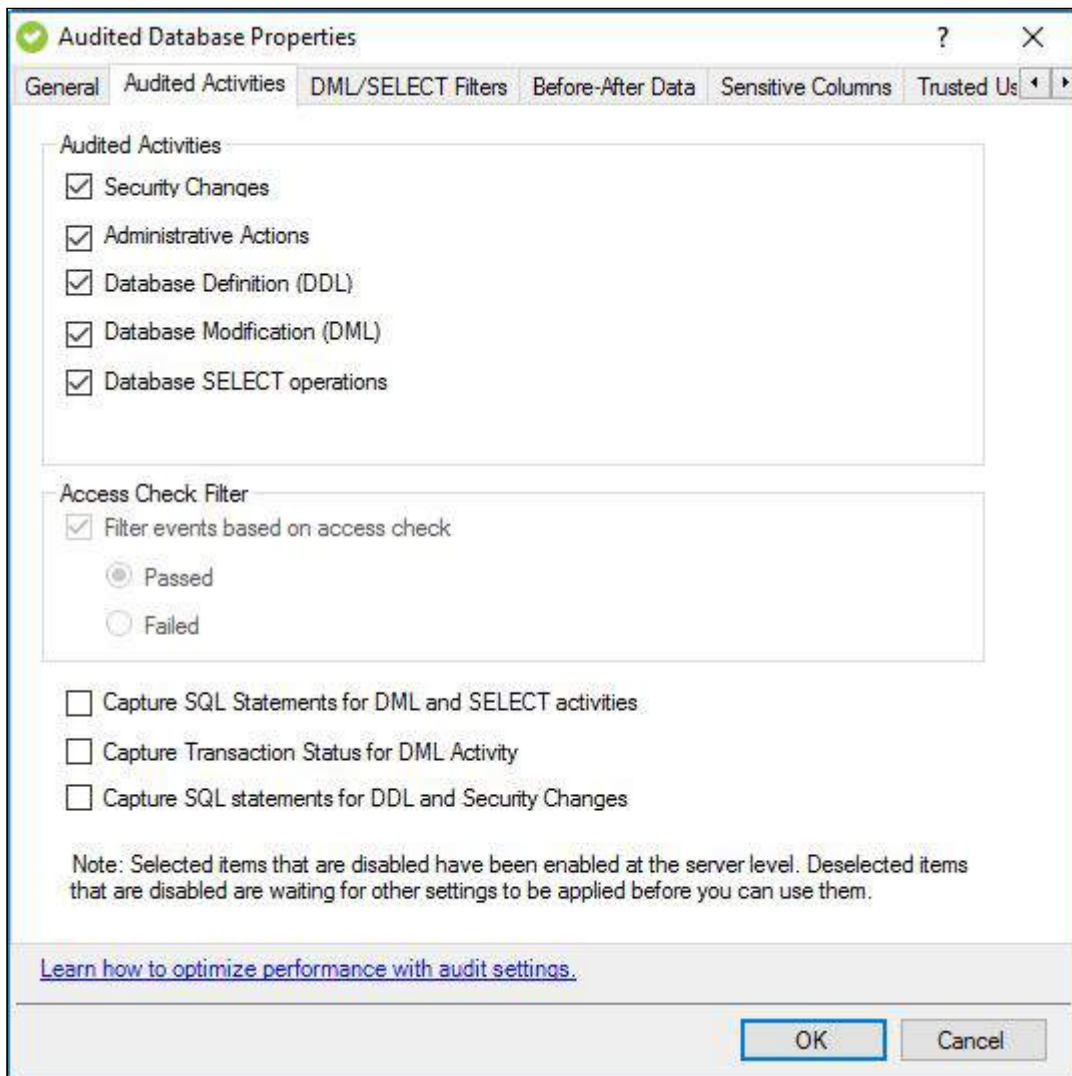 Audited Database Properties
?
General
Audited Activities
DML/SELECT Filters
Before-After Data
Sensitive Columns
Trusted Us
Audited Activities
Security Changes
Administrative Actions
Database Definition (DDL)
Database Modification (DML)
Database SELECT operations
Access Check Filter
Filter events based on access check
Passed
Failed
Capture SQL Statements for DML and SELECT activities
Capture Transaction Status for DML Activity
Capture SQL statements for DDL and Security Changes
Note: Selected items that are disabled have been enabled at the server level. Deselected items
that are disabled are waiting for other settings to be applied before you can use them.
Learn how to optimize performance with audit settings.
OK
Cancel